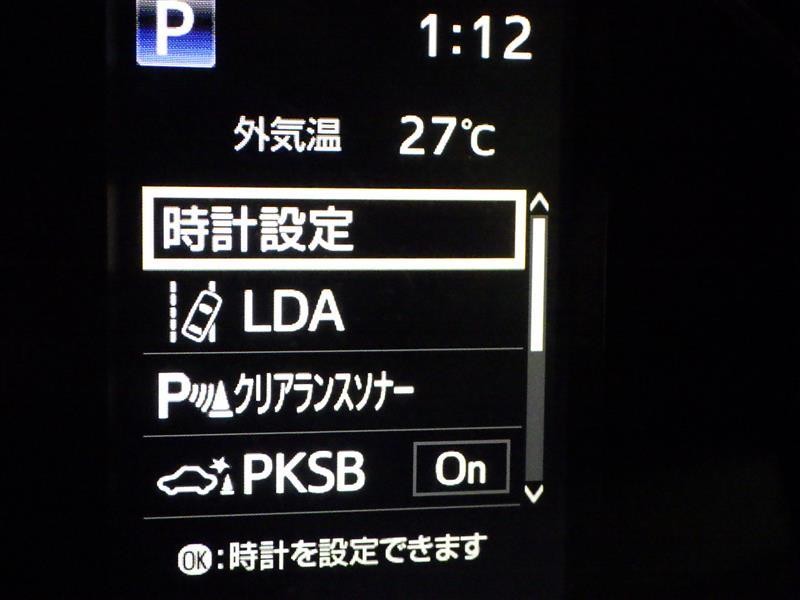 P 1:12
外気温 27℃
時計設定
LDA
Pクリアランスソナー
PKSB On
OK:時計を設定できます